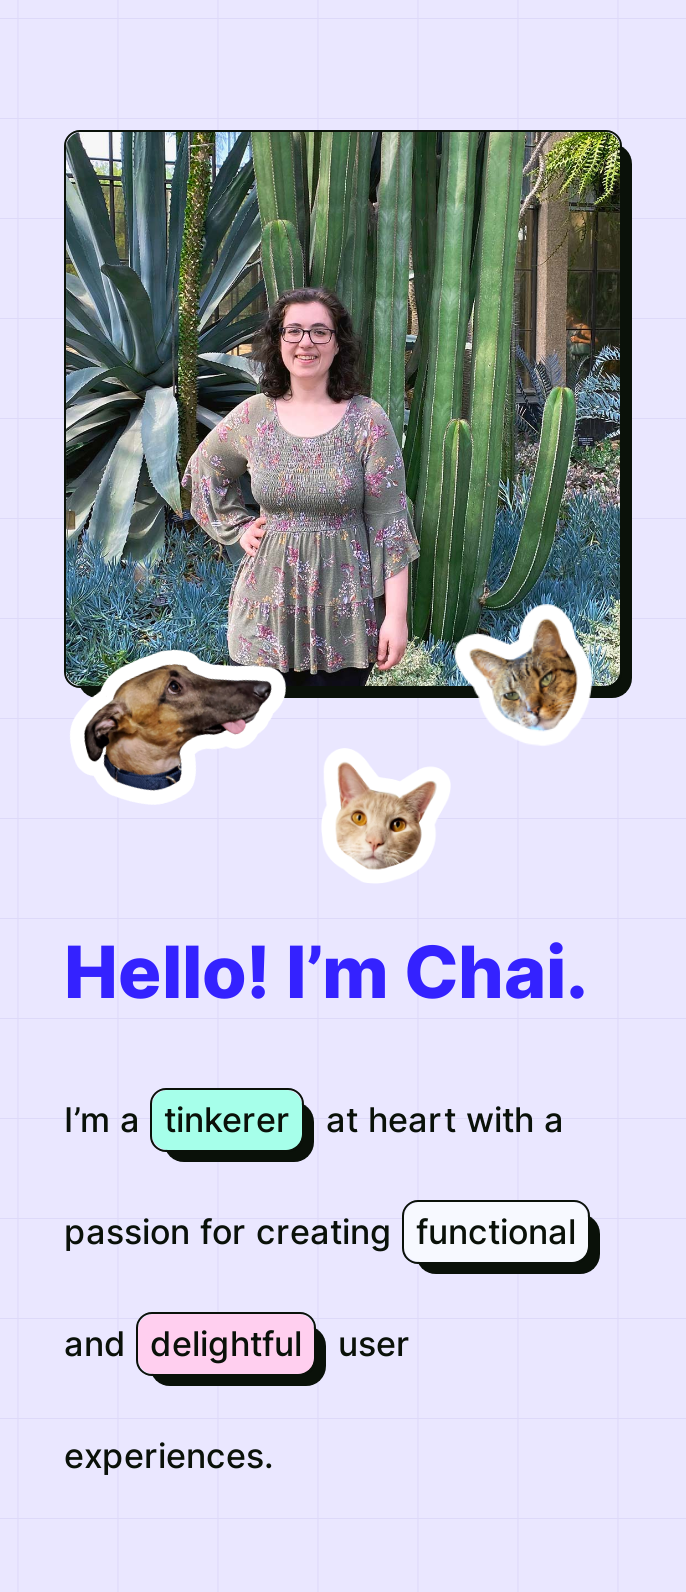 Hello! I’m Chai.
I’m a tinkerer at heart with a
passion for creating functional
and delightful user
experiences.